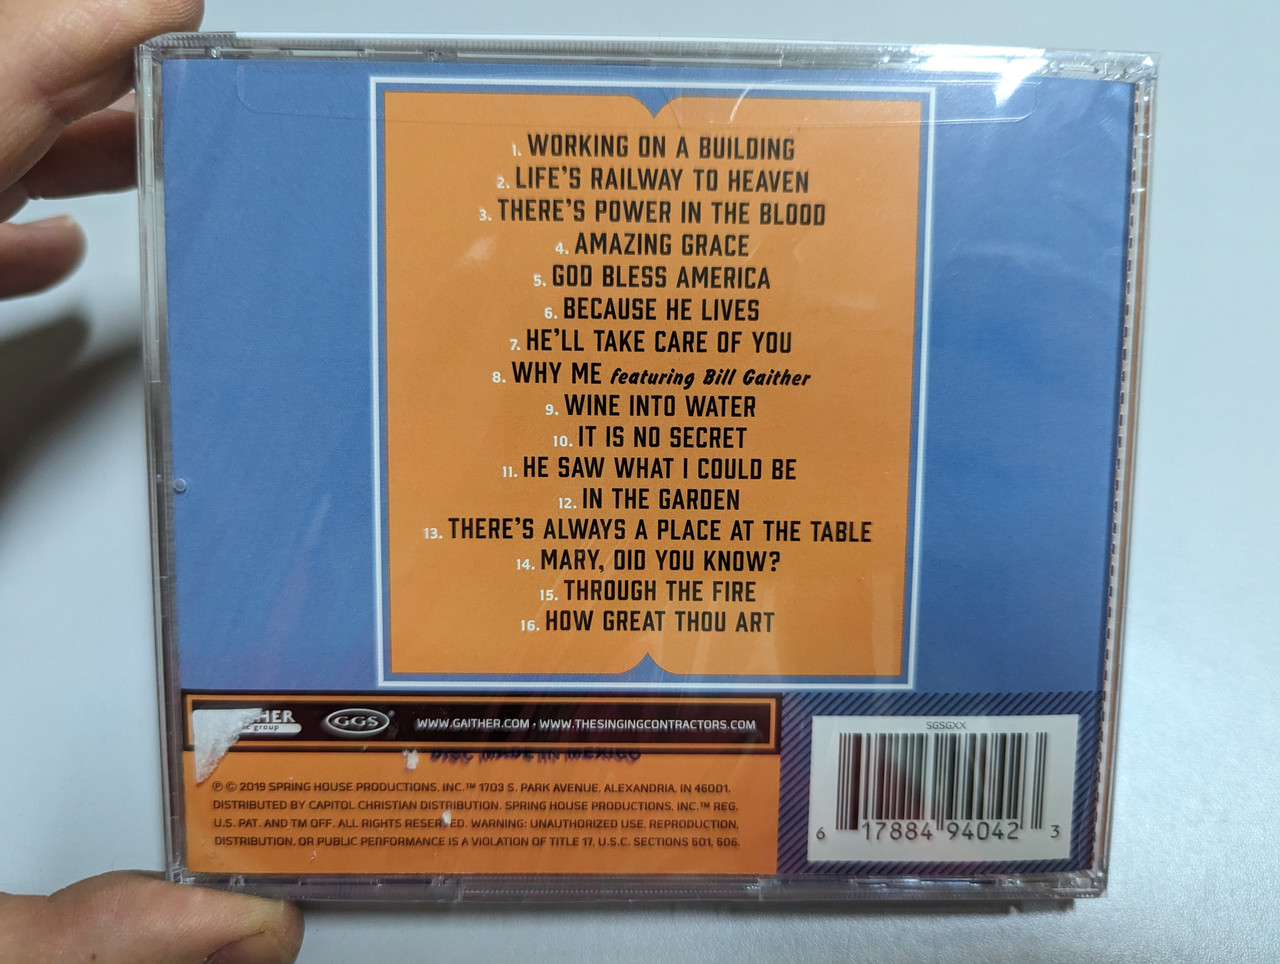 1. WORKING ON A BUILDING
2. LIFE'S RAILWAY TO HEAVEN
3. THERE'S POWER IN THE BLOOD
4. AMAZING GRACE
5. GOD BLESS AMERICA
6. BECAUSE HE LIVES
7. HE'LL TAKE CARE OF YOU
8. WHY ME featuring Bill Gaither
9. WINE INTO WATER
10. IT IS NO SECRET
11. HE SAW WHAT I COULD BE
12. IN THE GARDEN
13. THERE'S ALWAYS A PLACE AT THE TABLE
14. MARY, DID YOU KNOW?
15. THROUGH THE FIRE
16. HOW GREAT THOU ART
GGS® WWW.GAITHER.COM • WWW.THESINGINGCONTRACTORS.COM
group
DISC MADE IN MEXICO
℗ © 2019 SPRING HOUSE PRODUCTIONS, INC.™ 1703 S. PARK AVENUE, ALEXANDRIA, IN 46001.
DISTRIBUTED BY CAPITOL CHRISTIAN DISTRIBUTION. SPRING HOUSE PRODUCTIONS, INC.™ REG.
U.S. PAT. AND TM OFF. ALL RIGHTS RESERVED. WARNING: UNAUTHORIZED USE, REPRODUCTION,
DISTRIBUTION, OR PUBLIC PERFORMANCE IS A VIOLATION OF TITLE 17, U.S.C. SECTIONS 501, 506.
SGSGXX
6 17884 94042 3